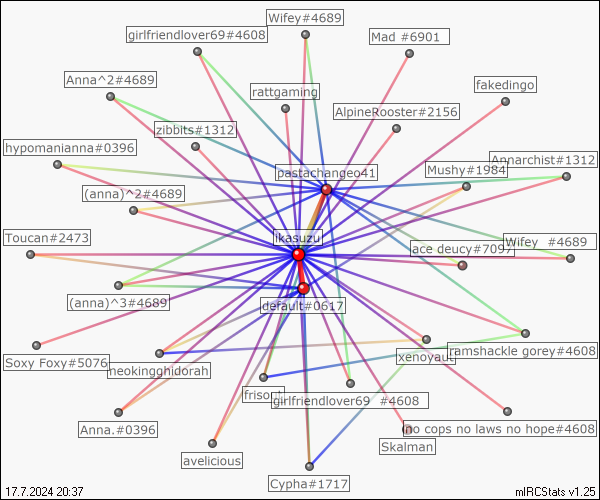 Wifey#4689
girlfriendlover69#4608
Mad #6901
Anna^2#4689
fakedingo
rattgaming
AlpineRooster#2156
zibbits#1312
hypomanianna#0396
Annarchist#1312
pastachangeo41
Mushy#1984
(anna)^2#4689
Toucan#2473
ikasuzu
Wifey #4689
ace deucy#7097
(anna)^3#4689
default#0617
ramshackle gorey#4608
xenoyaut
Soxy Foxy#5076
neokingghidorah
frisort
girlfriendlover69 #4608
Anna.#0396
(no cops no laws no hope#4608
Skalman
avelicious
Cypha#1717
17.7.2024 20:37
mIRCStats v1.25